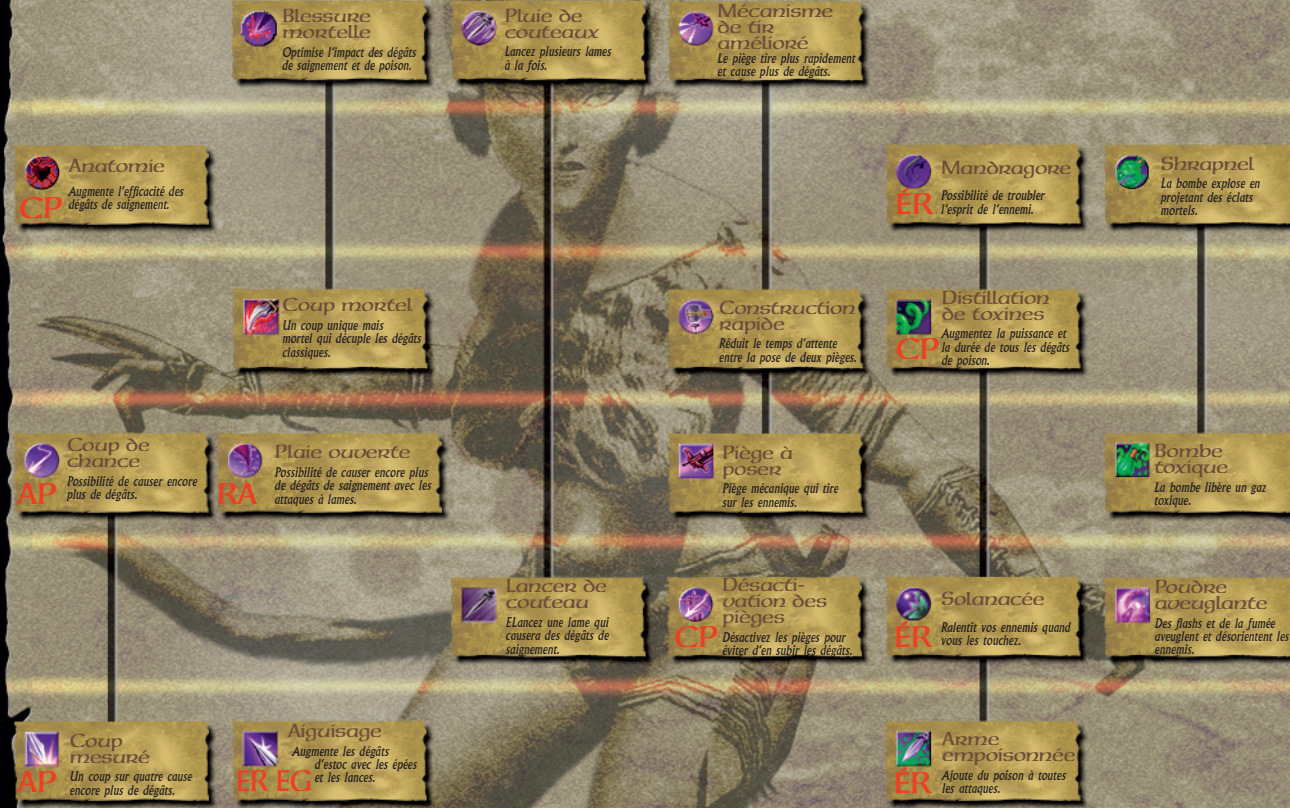 Blessure
mortelle
Optimise l'impact des dégâts
de saignement et de poison.
Pluie de
couteaux
Lancez plusieurs lames
à la fois.
Mécanisme
de tir
amélioré
Le piège tire plus rapidement
et cause plus de dégâts.
Anatomie
CP
Augmente l'efficacité des
dégâts de saignement.
Mandragore
ÉR
Possibilité de troubler
l'esprit de l'ennemi.
Shrapnel
La bombe explose en
projetant des éclats
mortels.
Coup mortel
Un coup unique mais
mortel qui décuple les dégâts
classiques.
Construction
rapide
Réduit le temps d'attente
entre la pose de deux pièges.
Distillation
de toxines
CP
Augmentez la puissance et
la durée de tous les dégâts
de poison.
Coup de
chance
AP
Possibilité de causer encore
plus de dégâts.
Plaie ouverte
RA
Possibilité de causer encore plus
de dégâts de saignement avec les
attaques à lames.
Piège à
poser
Piège mécanique qui tire
sur les ennemis.
Bombe
toxique
La bombe libère un gaz
toxique.
Lancer de
couteau
ELancez une lame qui
causera des dégâts de
saignement.
Désacti-
vation des
pièges
CP
Désactivez les pièges pour
éviter d'en subir les dégâts.
Solanacée
ÉR
Ralentit vos ennemis quand
vous les touchez.
Poudre
aveuglante
Des flashs et de la fumée
aveuglent et désorientent les
ennemis.
Coup
mesuré
AP
Un coup sur quatre cause
encore plus de dégâts.
Aiguisage
ER EG
Augmente les dégâts
d'estoc avec les épées
et les lances.
Arme
empoisonnée
ÉR
Ajoute du poison à toutes
les attaques.